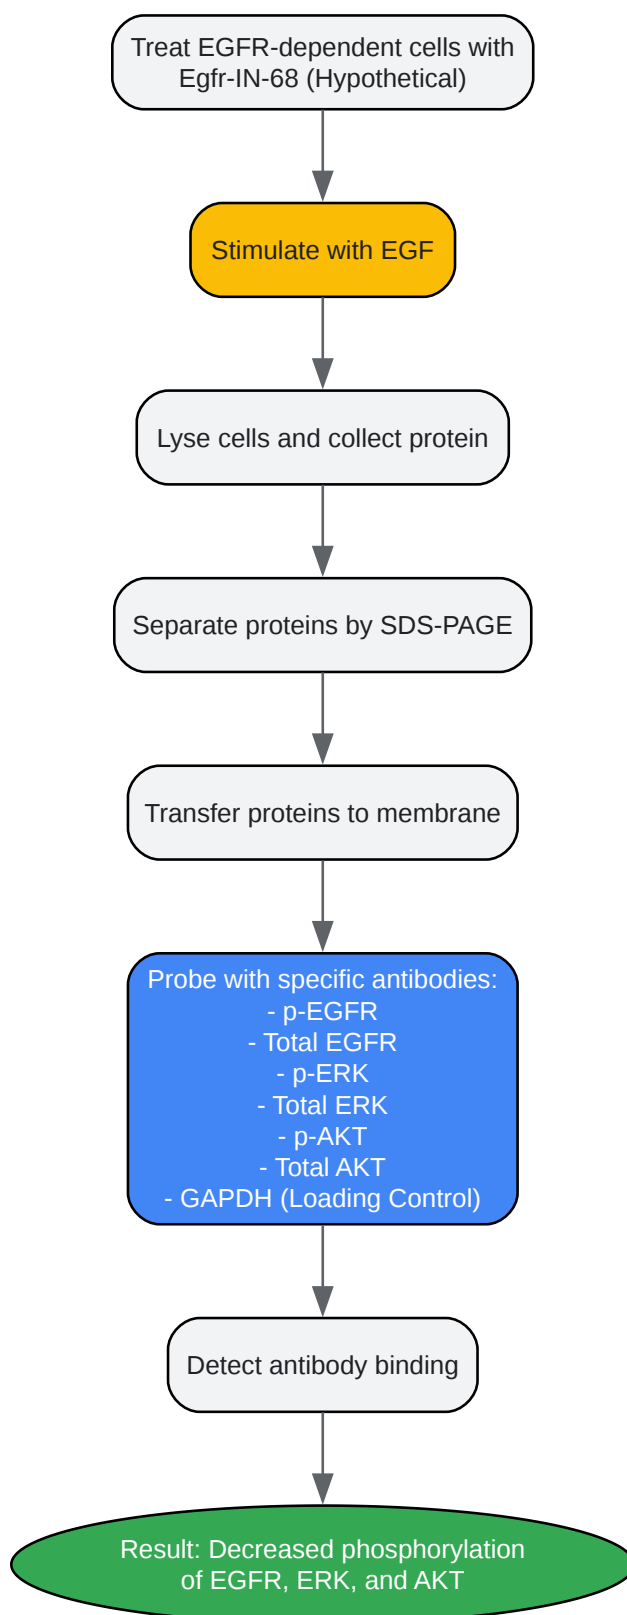 Treat EGFR-dependent cells with
Egfr-IN-68 (Hypothetical)
Stimulate with EGF
Lyse cells and collect protein
Separate proteins by SDS-PAGE
Transfer proteins to membrane
Probe with specific antibodies:
- p-EGFR
- Total EGFR
- p-ERK
- Total ERK
- p-AKT
- Total AKT
- GAPDH (Loading Control)
Detect antibody binding
Result: Decreased phosphorylation
of EGFR, ERK, and AKT